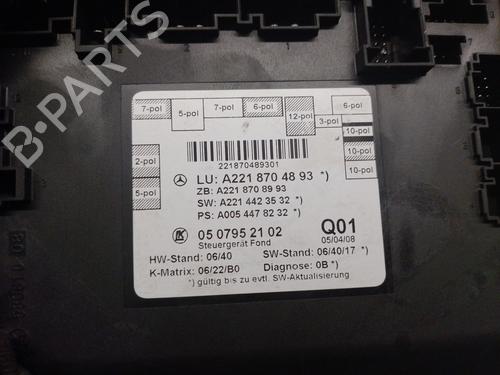 7-pol 5-pol 7-pol 6-pol 12-pol 3-pol 6-pol
10-pol
2-pol
10-pol
5-pol
221870489301
LU: A221 870 48 93 *)
ZB: A221 870 89 93
SW: A221 442 35 32 *)
PS: A005 447 82 32 *)
05 0795 21 02 Q01
Steuergerät Fond 05/04/08
HW-Stand: 06/40 SW-Stand: 06/40/17 *)
K-Matrix: 06/22/B0 Diagnose: 0B *)
*) gültig bis zu evtl. SW-Aktualisierung
B-PARTS